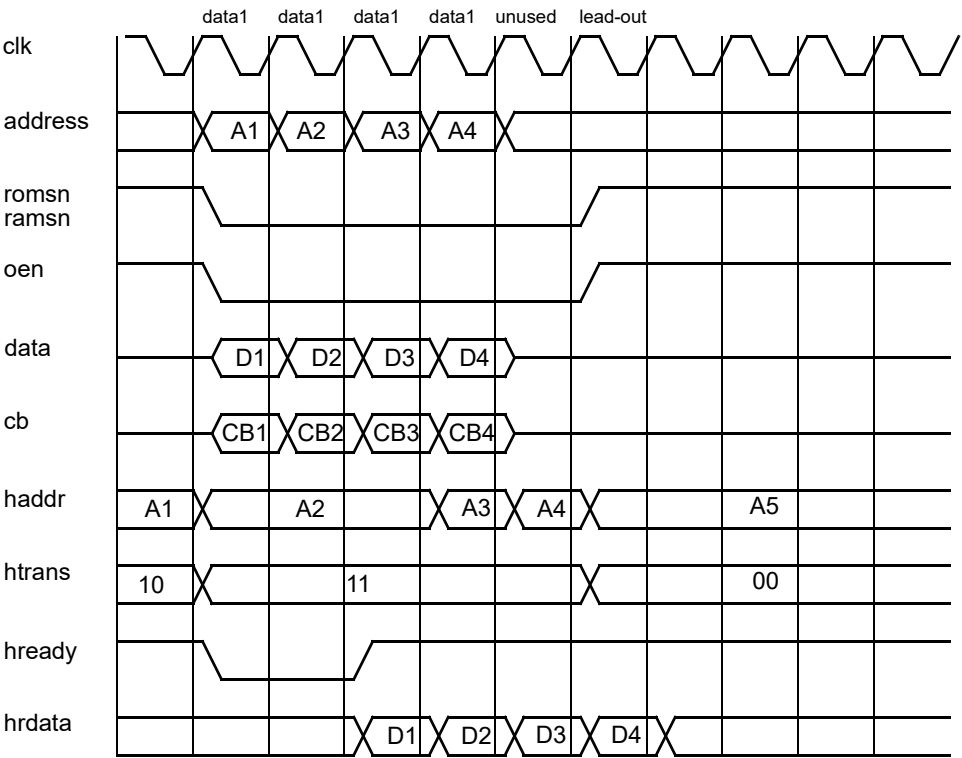 data1 data1 data1 data1 unused lead-out
clk
address A1 A2 A3 A4
romsn
ramsn
oen
data D1 D2 D3 D4
cb CB1 CB2 CB3 CB4
haddr A1 A2 A3 A4 A5
htrans 10 11 00
hready
hrdata D1 D2 D3 D4